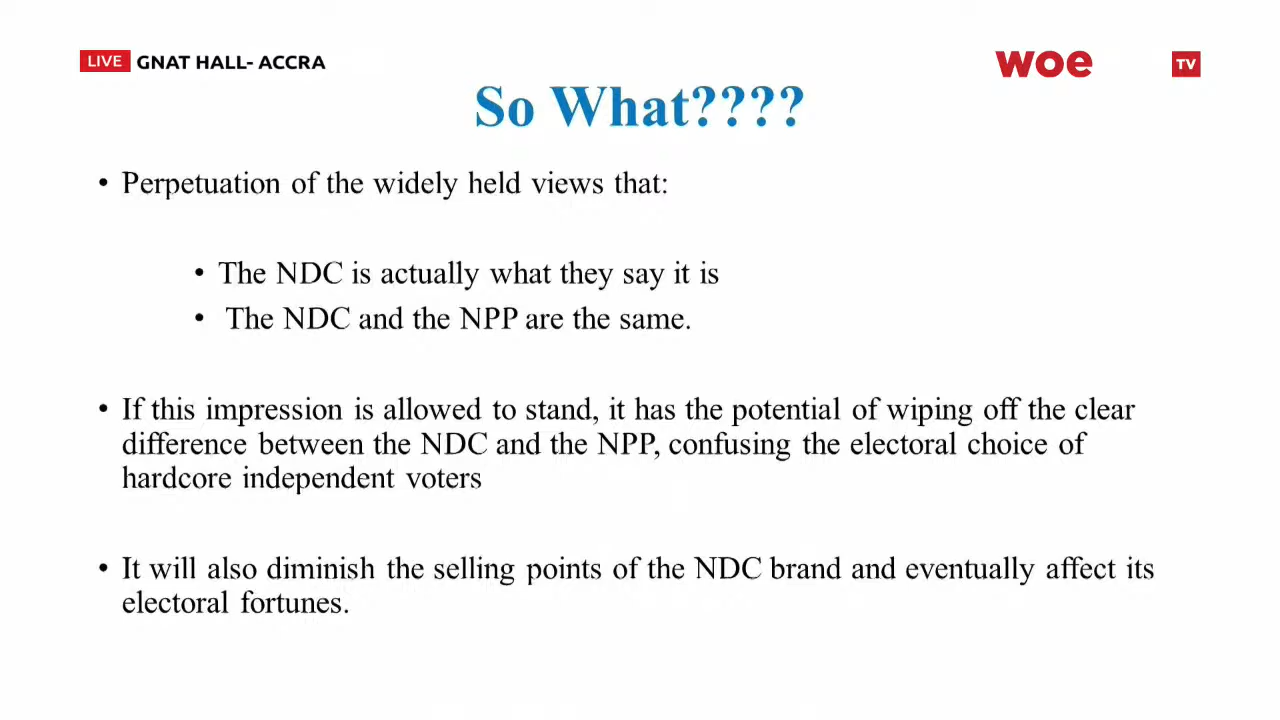 LIVE GNAT HALL- ACCRA
woe TV
So What????
• Perpetuation of the widely held views that:
• The NDC is actually what they say it is
• The NDC and the NPP are the same.
• If this impression is allowed to stand, it has the potential of wiping off the clear
difference between the NDC and the NPP, confusing the electoral choice of
hardcore independent voters
• It will also diminish the selling points of the NDC brand and eventually affect its
electoral fortunes.